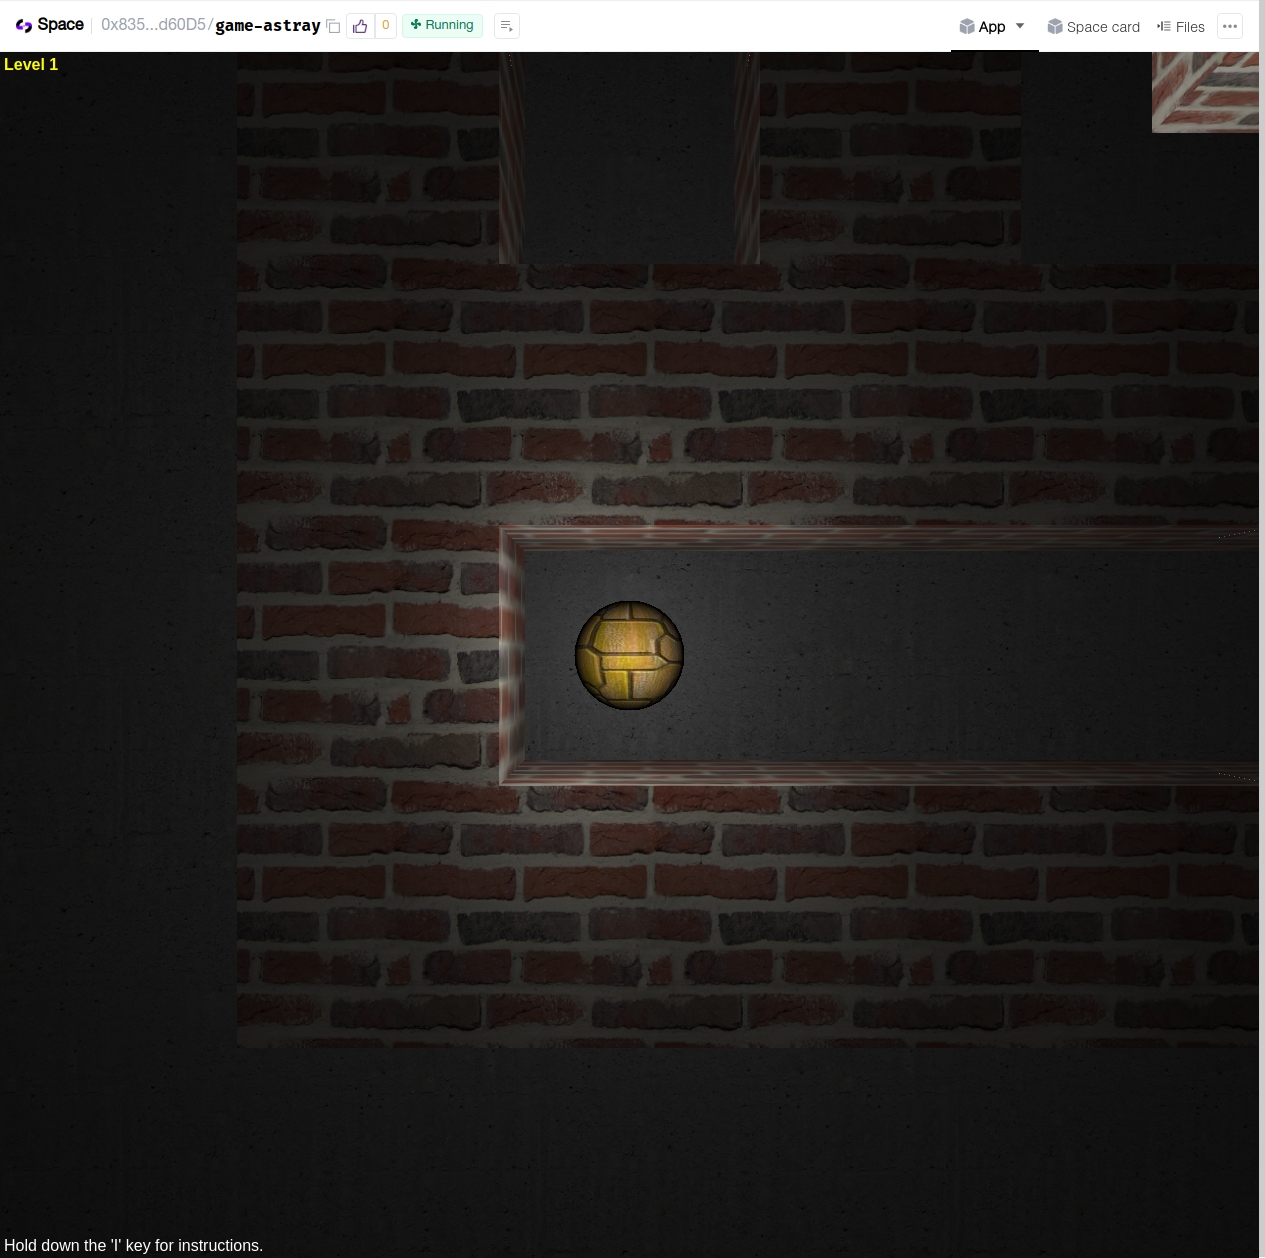 Space 0x835...d60D5/game-astray 0 Running App Space card Files
Level 1
Hold down the 'I' key for instructions.